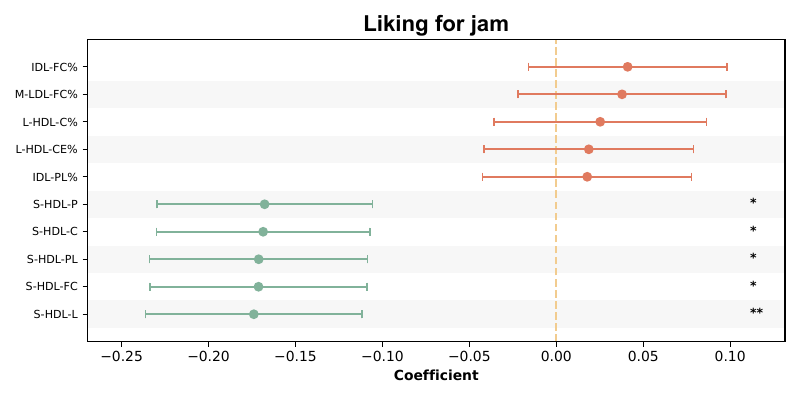 Liking for jam
IDL-FC%
M-LDL-FC%
L-HDL-C%
L-HDL-CE%
IDL-PL%
S-HDL-P *
S-HDL-C *
S-HDL-PL *
S-HDL-FC *
S-HDL-L **
−0.25 −0.20 −0.15 −0.10 −0.05 0.00 0.05 0.10
Coefficient